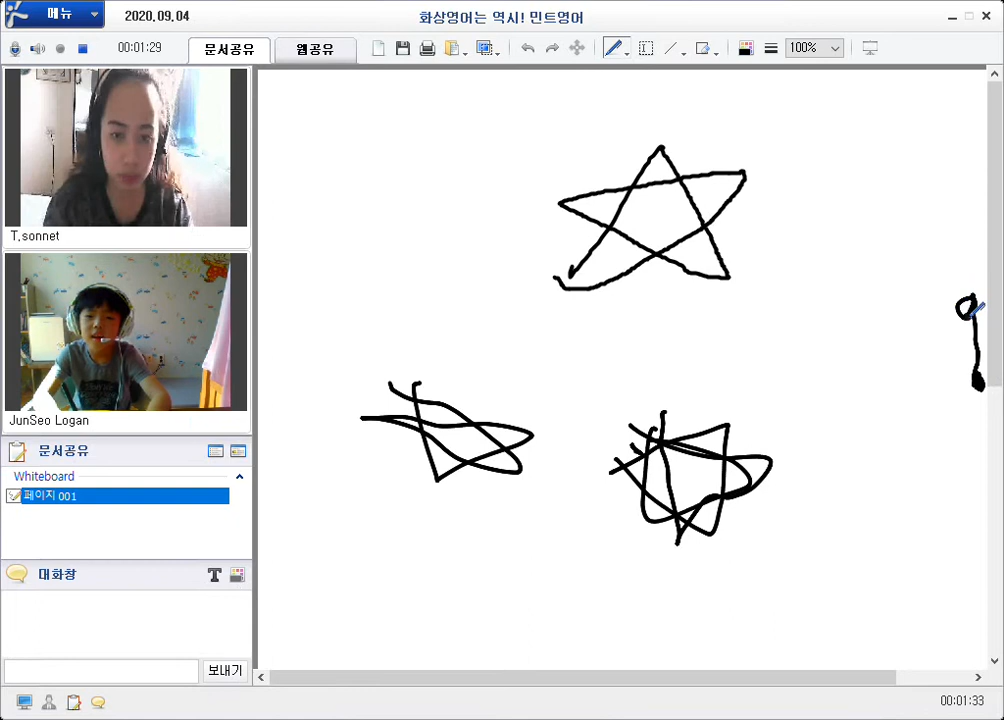 메뉴
2020.09.04
화상영어는 역시! 민트영어
00:01:29
문서공유
웹공유
100%
T.sonnet
JunSeo Logan
문서공유
Whiteboard
페이지 001
대화창
T
보내기
00:01:33